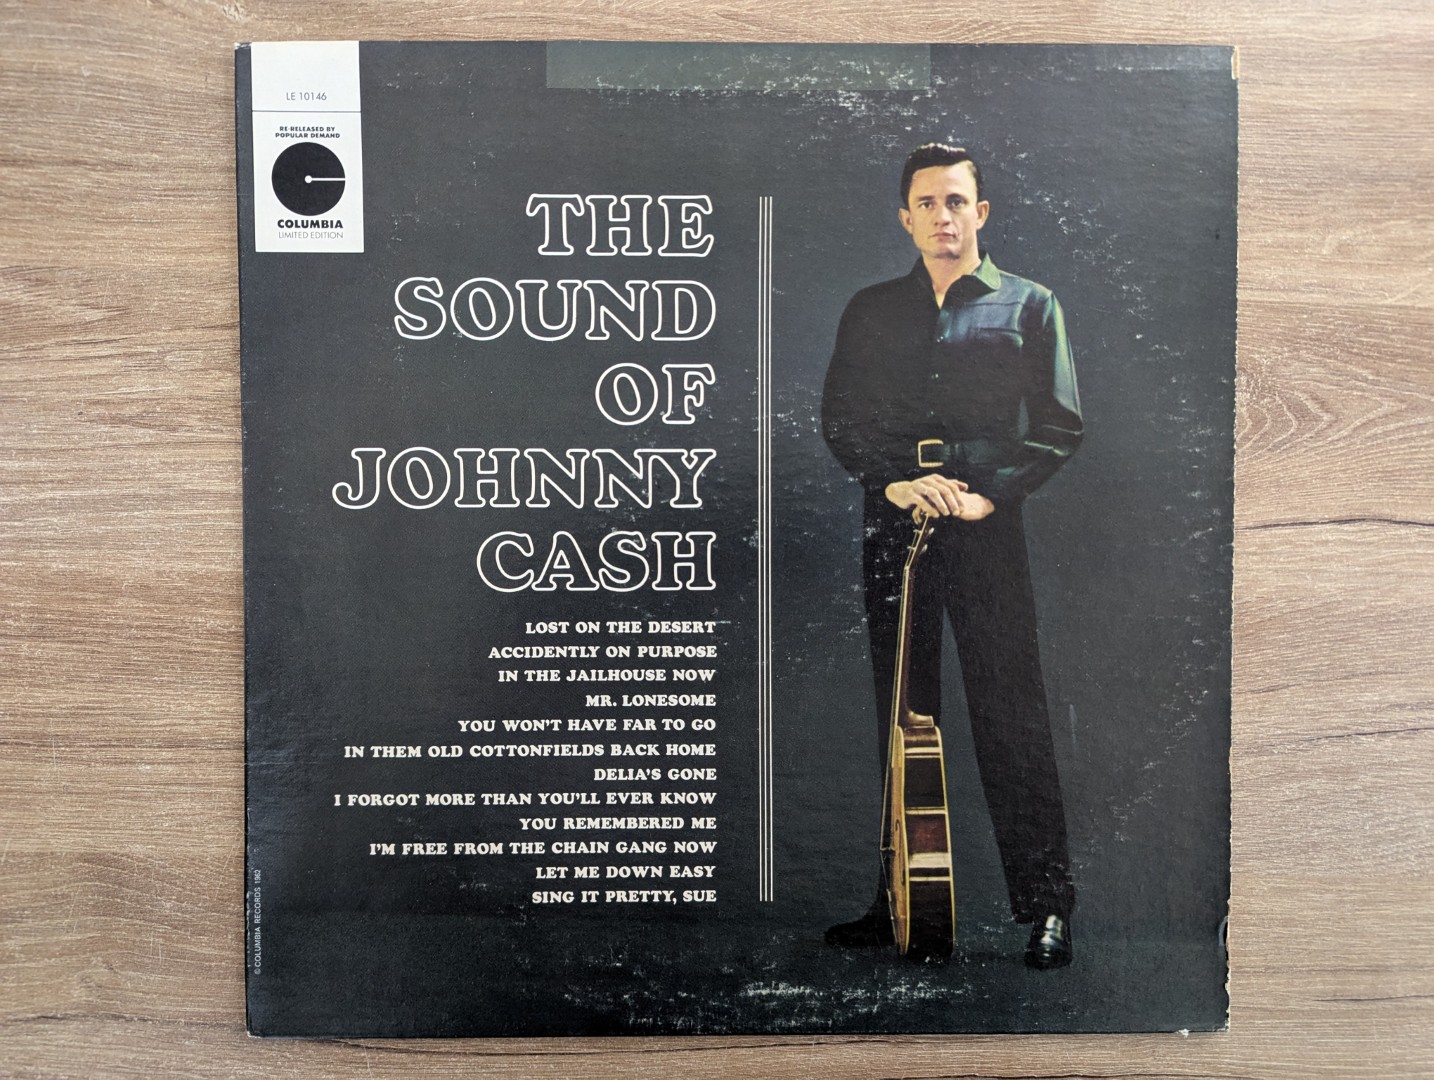 LE 10146
RE-RELEASED BY
POPULAR DEMAND
COLUMBIA
LIMITED EDITION
THE
SOUND
OF
JOHNNY
CASH
LOST ON THE DESERT
ACCIDENTLY ON PURPOSE
IN THE JAILHOUSE NOW
MR. LONESOME
YOU WON'T HAVE FAR TO GO
IN THEM OLD COTTONFIELDS BACK HOME
DELIA'S GONE
I FORGOT MORE THAN YOU'LL EVER KNOW
YOU REMEMBERED ME
I'M FREE FROM THE CHAIN GANG NOW
LET ME DOWN EASY
SING IT PRETTY, SUE
© COLUMBIA RECORDS 1962